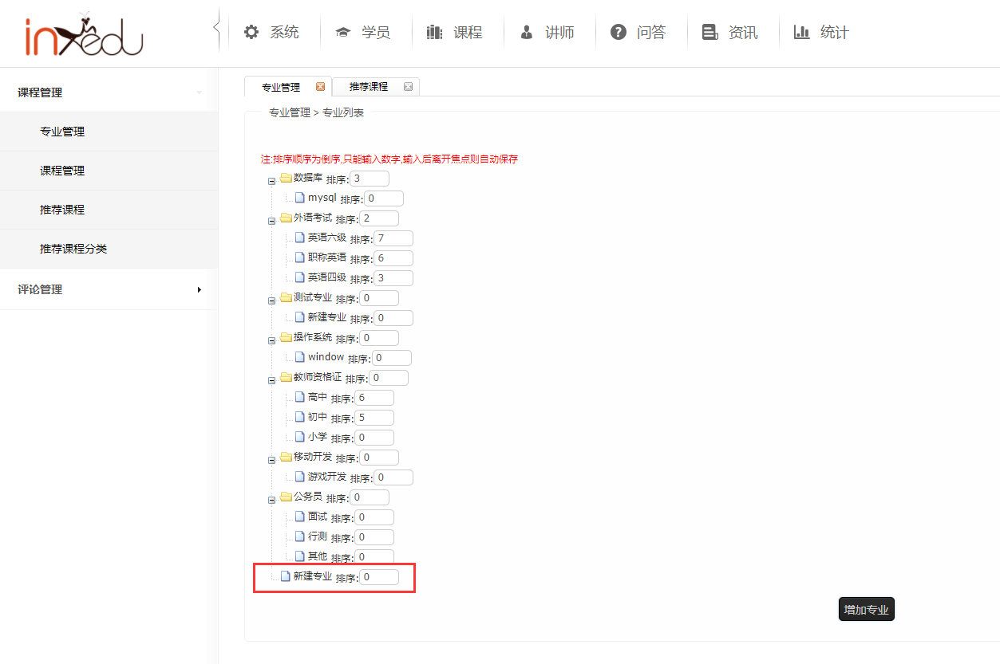 inxedu
系统 学员 课程 讲师 问答 资讯 统计
课程管理
专业管理
课程管理
推荐课程
推荐课程分类
评论管理
专业管理 推荐课程
专业管理 > 专业列表
注:排序顺序为倒序,只能输入数字,输入后离开焦点则自动保存
数据库 排序: 3
mysql 排序: 0
外语考试 排序: 2
英语六级 排序: 7
职称英语 排序: 6
英语四级 排序: 3
测试专业 排序: 0
新建专业 排序: 0
操作系统 排序: 0
window 排序: 0
教师资格证 排序: 0
高中 排序: 6
初中 排序: 5
小学 排序: 0
移动开发 排序: 0
游戏开发 排序: 0
公务员 排序: 0
面试 排序: 0
行测 排序: 0
其他 排序: 0
新建专业 排序: 0
增加专业